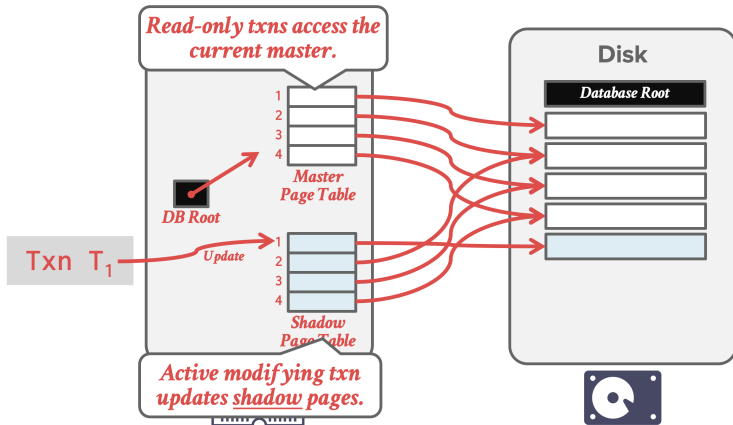 Read-only txns access the
current master.
Disk
Database Root
1
2
3
4
Master
Page Table
DB Root
Txn T₁
Update
1
2
3
4
Shadow
Page Table
Active modifying txn
updates shadow pages.